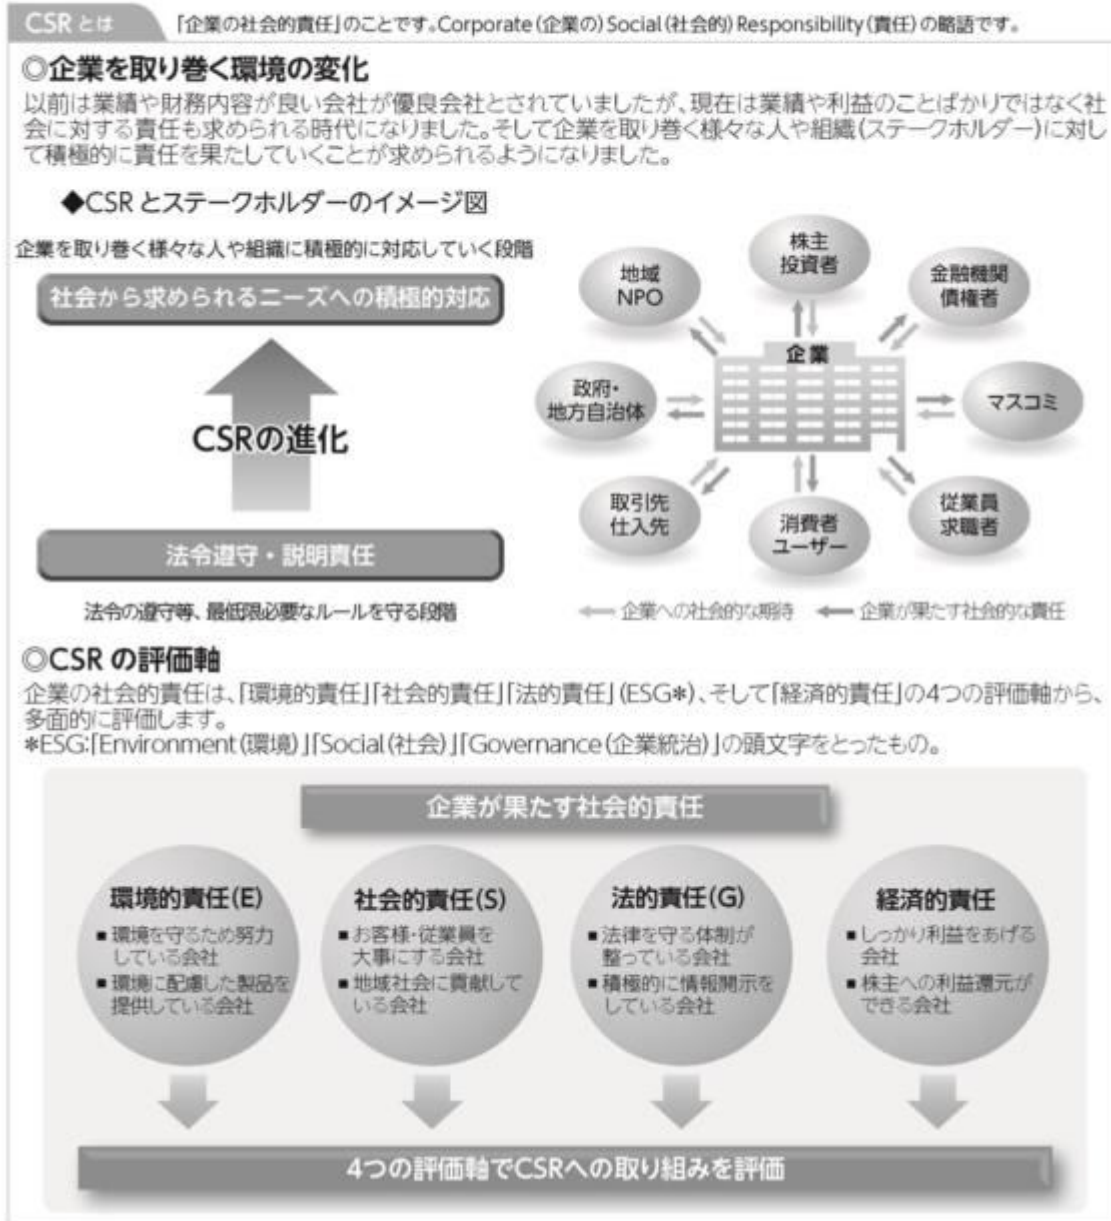 CSR とは
「企業の社会的責任」のことです。Corporate(企業の)Social(社会的)Responsibility(責任)の略語です。
◎企業を取り巻く環境の変化
以前は業績や財務内容が良い会社が優良会社とされていましたが、現在は業績や利益のことばかりではなく社
会に対する責任も求められる時代になりました。そして企業を取り巻く様々な人や組織(ステークホルダー)に対し
て積極的に責任を果たしていくことが求められるようになりました。
◆CSR とステークホルダーのイメージ図
企業を取り巻く様々な人や組織に積極的に対応していく段階
社会から求められるニーズへの積極的対応
CSRの進化
法令遵守・説明責任
法令の遵守等、最低限必要なルールを守る段階
株主
投資者
地域
NPO
金融機関
債権者
企業
政府・
地方自治体
マスコミ
取引先
仕入先
消費者
ユーザー
従業員
求職者
企業への社会的な期待
企業が果たす社会的な責任
◎CSR の評価軸
企業の社会的責任は、「環境的責任」「社会的責任」「法的責任」(ESG*)、そして「経済的責任」の4つの評価軸から、
多面的に評価します。
*ESG:「Environment(環境)」「Social(社会)」「Governance(企業統治)」の頭文字をとったもの。
企業が果たす社会的責任
環境的責任(E)
■環境を守るため努力
している会社
■環境に配慮した製品を
提供している会社
社会的責任(S)
■お客様・従業員を
大事にする会社
■地域社会に貢献して
いる会社
法的責任(G)
■法律を守る体制が
整っている会社
■積極的に情報開示を
している会社
経済的責任
■しっかり利益をあげる
会社
■株主への利益還元が
できる会社
4つの評価軸でCSRへの取り組みを評価